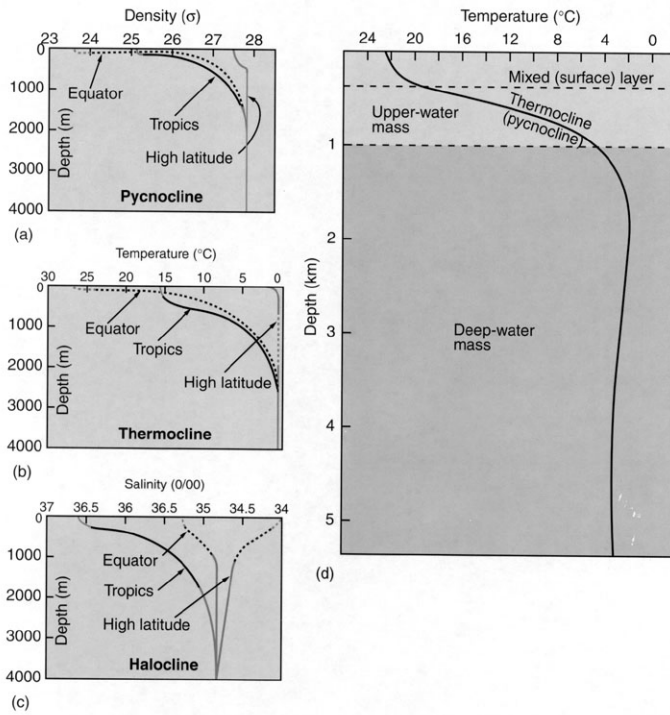 Density (σ)
23 24 25 26 27 28
0
1000
2000
3000
4000
Depth (m)
Equator
Tropics
High latitude
Pycnocline
(a)
Temperature (°C)
30 25 20 15 10 5 0
0
1000
2000
3000
4000
Depth (m)
Equator
Tropics
High latitude
Thermocline
(b)
Salinity (0/00)
37 36.5 36 35.5 35 34.5 34
0
1000
2000
3000
4000
Depth (m)
Equator
Tropics
High latitude
Halocline
(c)
Temperature (°C)
24 20 16 12 8 4 0
Mixed (surface) layer
Upper-water
mass
Thermocline
(pycnocline)
1
2
3
4
5
Depth (km)
Deep-water
mass
(d)